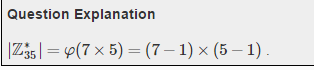 Question Explanation
|ℤ*₃₅| = φ(7 × 5) = (7 − 1) × (5 − 1) .